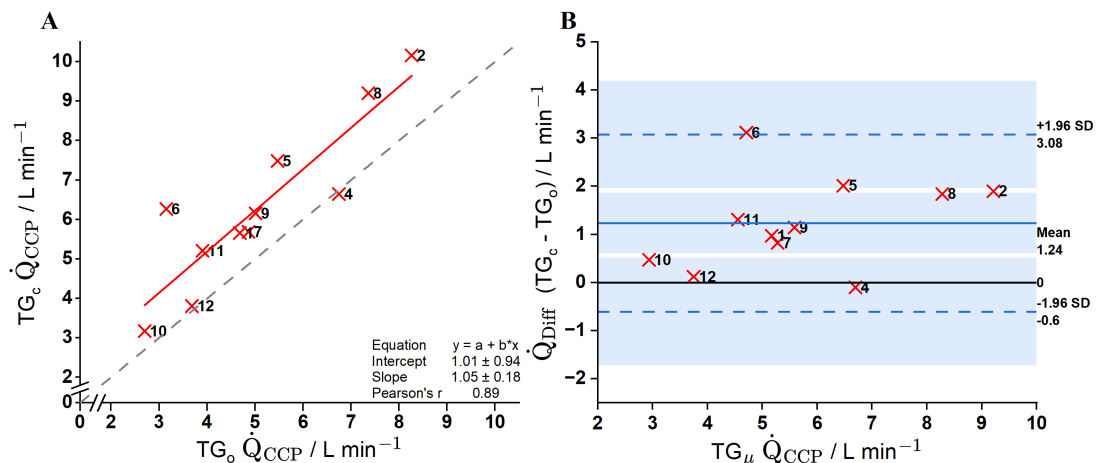 A
TG_c Q̇_CCP / L min⁻¹
10
9
8
7
6
5
4
3
2
0
2
8
5
4
6
9
1
7
11
12
10
Equation y = a + b*x
Intercept 1.01 ± 0.94
Slope 1.05 ± 0.18
Pearson's r 0.89
0 2 3 4 5 6 7 8 9 10
TG_o Q̇_CCP / L min⁻¹
B
Q̇_Diff (TG_c - TG_o) / L min⁻¹
5
4
3
2
1
0
−1
−2
6
5
8
2
11
1
9
7
10
12
4
+1.96 SD
3.08
Mean
1.24
0
-1.96 SD
-0.6
2 3 4 5 6 7 8 9 10
TG_μ Q̇_CCP / L min⁻¹